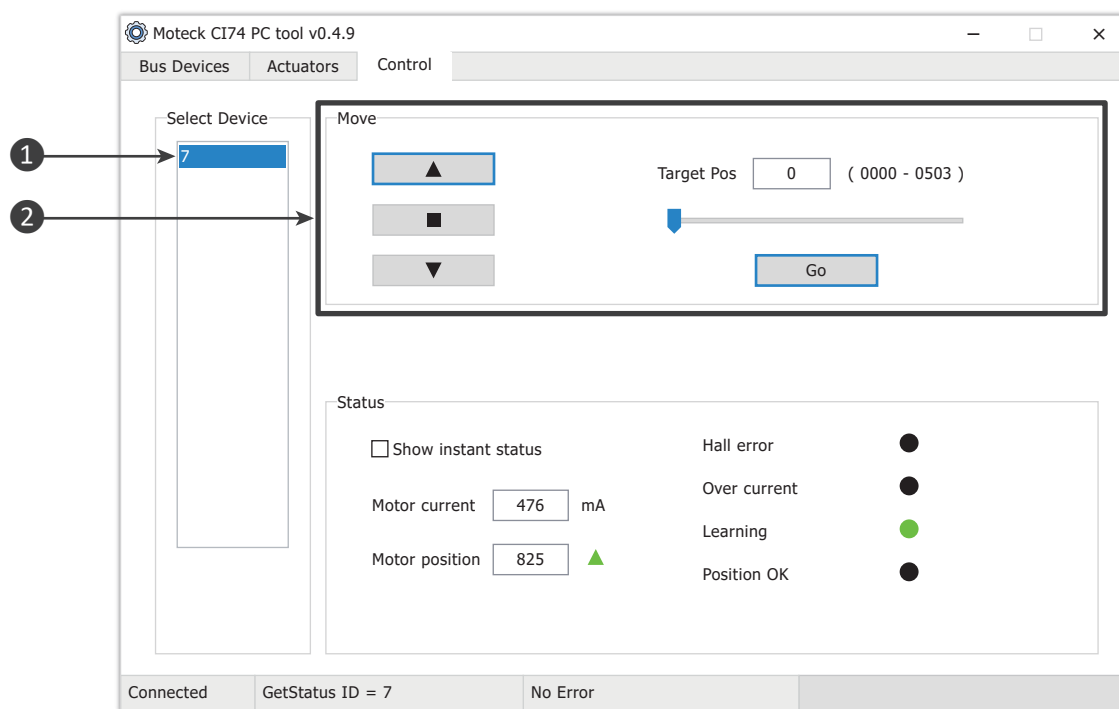 Moteck CI74 PC tool v0.4.9
Bus Devices Actuators Control
Select Device
1
7
2
Move
▲
■
▼
Target Pos 0 ( 0000 - 0503 )
Go
Status
Show instant status
Motor current 476 mA
Motor position 825 ▲
Hall error
Over current
Learning
Position OK
Connected GetStatus ID = 7 No Error